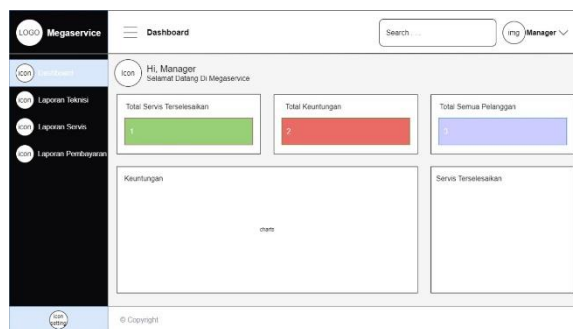 LOGO Megaservice
Dashboard
Search ...
img Manager
icon Dashboard
icon Laporan Teknisi
icon Laporan Servis
icon Laporan Pembayaran
icon setting
icon
Hi, Manager
Selamat Datang Di Megaservice
Total Servis Terselesaikan
1
Total Keuntungan
2
Total Semua Pelanggan
3
Keuntungan
charts
Servis Terselesaikan
© Copyright